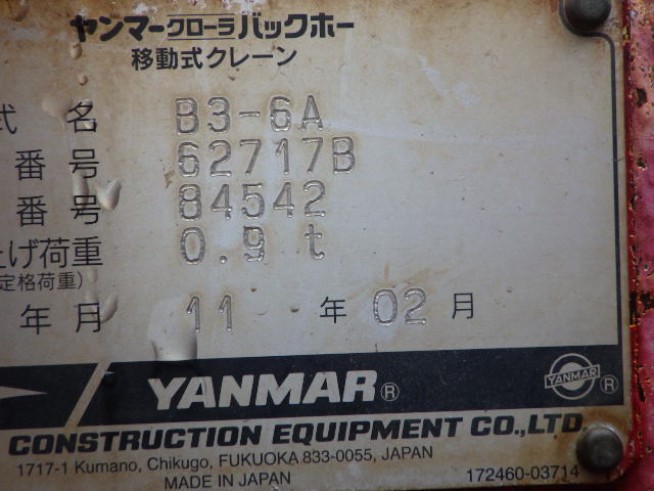 ヤンマークローラバックホー
移動式クレーン
式 名 B3-6A
番号 62717B
番号 84542
上げ荷重 0.9 t
定格荷重)
年月 11 年 02 月
YANMAR®
YANMAR ®
CONSTRUCTION EQUIPMENT CO.,LTD.
1717-1 Kumano, Chikugo, FUKUOKA 833-0055, JAPAN
MADE IN JAPAN
172460-03714